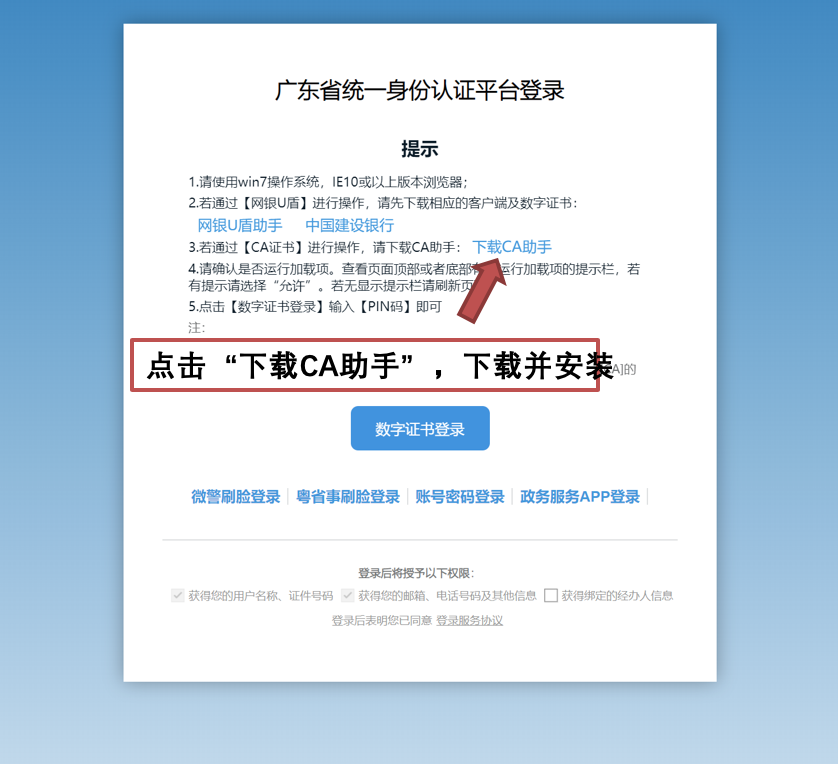 广东省统一身份认证平台登录
提示
1.请使用win7操作系统，IE10或以上版本浏览器；
2.若通过【网银U盾】进行操作，请先下载相应的客户端及数字证书：
网银U盾助手 中国建设银行
3.若通过【CA证书】进行操作，请下载CA助手： 下载CA助手
4.请确认是否运行加载项。查看页面顶部或者底部有 运行加载项的提示栏，若
有提示请选择“允许”。若无显示提示栏请刷新页
5.点击【数字证书登录】输入【PIN码】即可
注：
点击“下载CA助手”，下载并安装
CA]的
数字证书登录
微警刷脸登录 粤省事刷脸登录 账号密码登录 政务服务APP登录
登录后将授予以下权限：
获得您的用户名称、证件号码 获得您的邮箱、电话号码及其他信息 获得绑定的经办人信息
登录后表明您已同意 登录服务协议